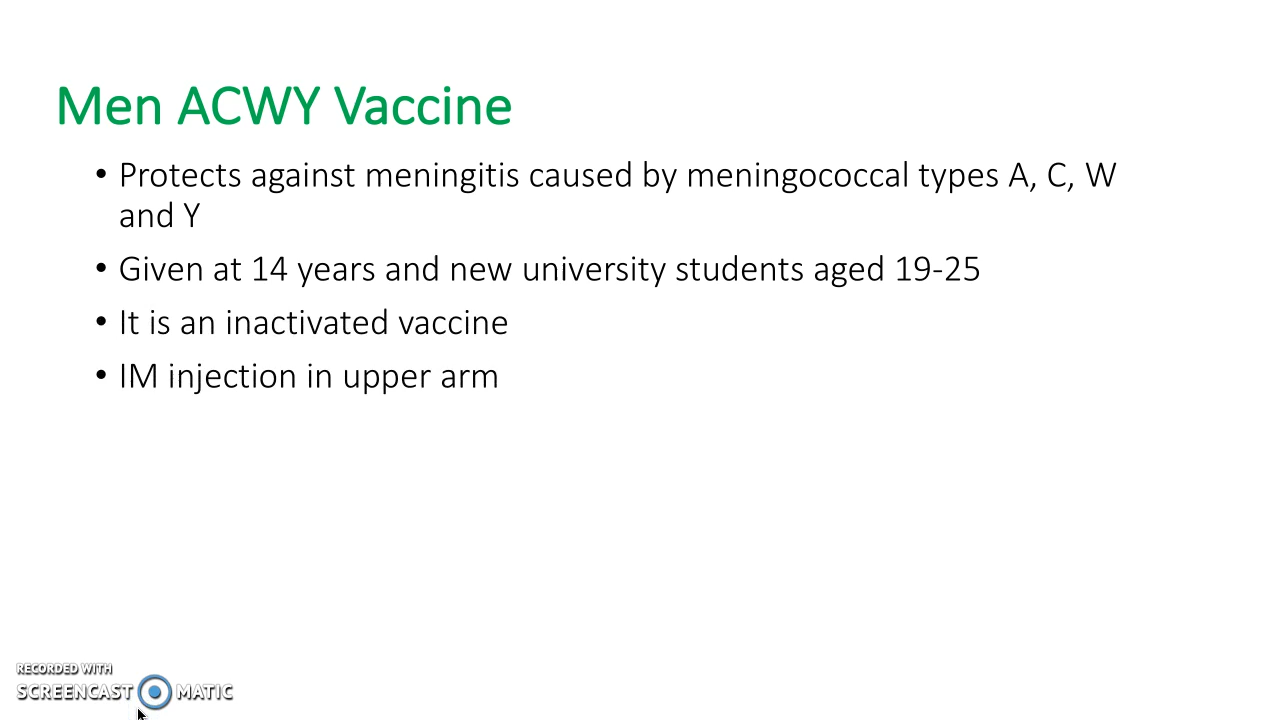 Men ACWY Vaccine
• Protects against meningitis caused by meningococcal types A, C, W
and Y
• Given at 14 years and new university students aged 19-25
• It is an inactivated vaccine
• IM injection in upper arm
RECORDED WITH
SCREENCAST MATIC